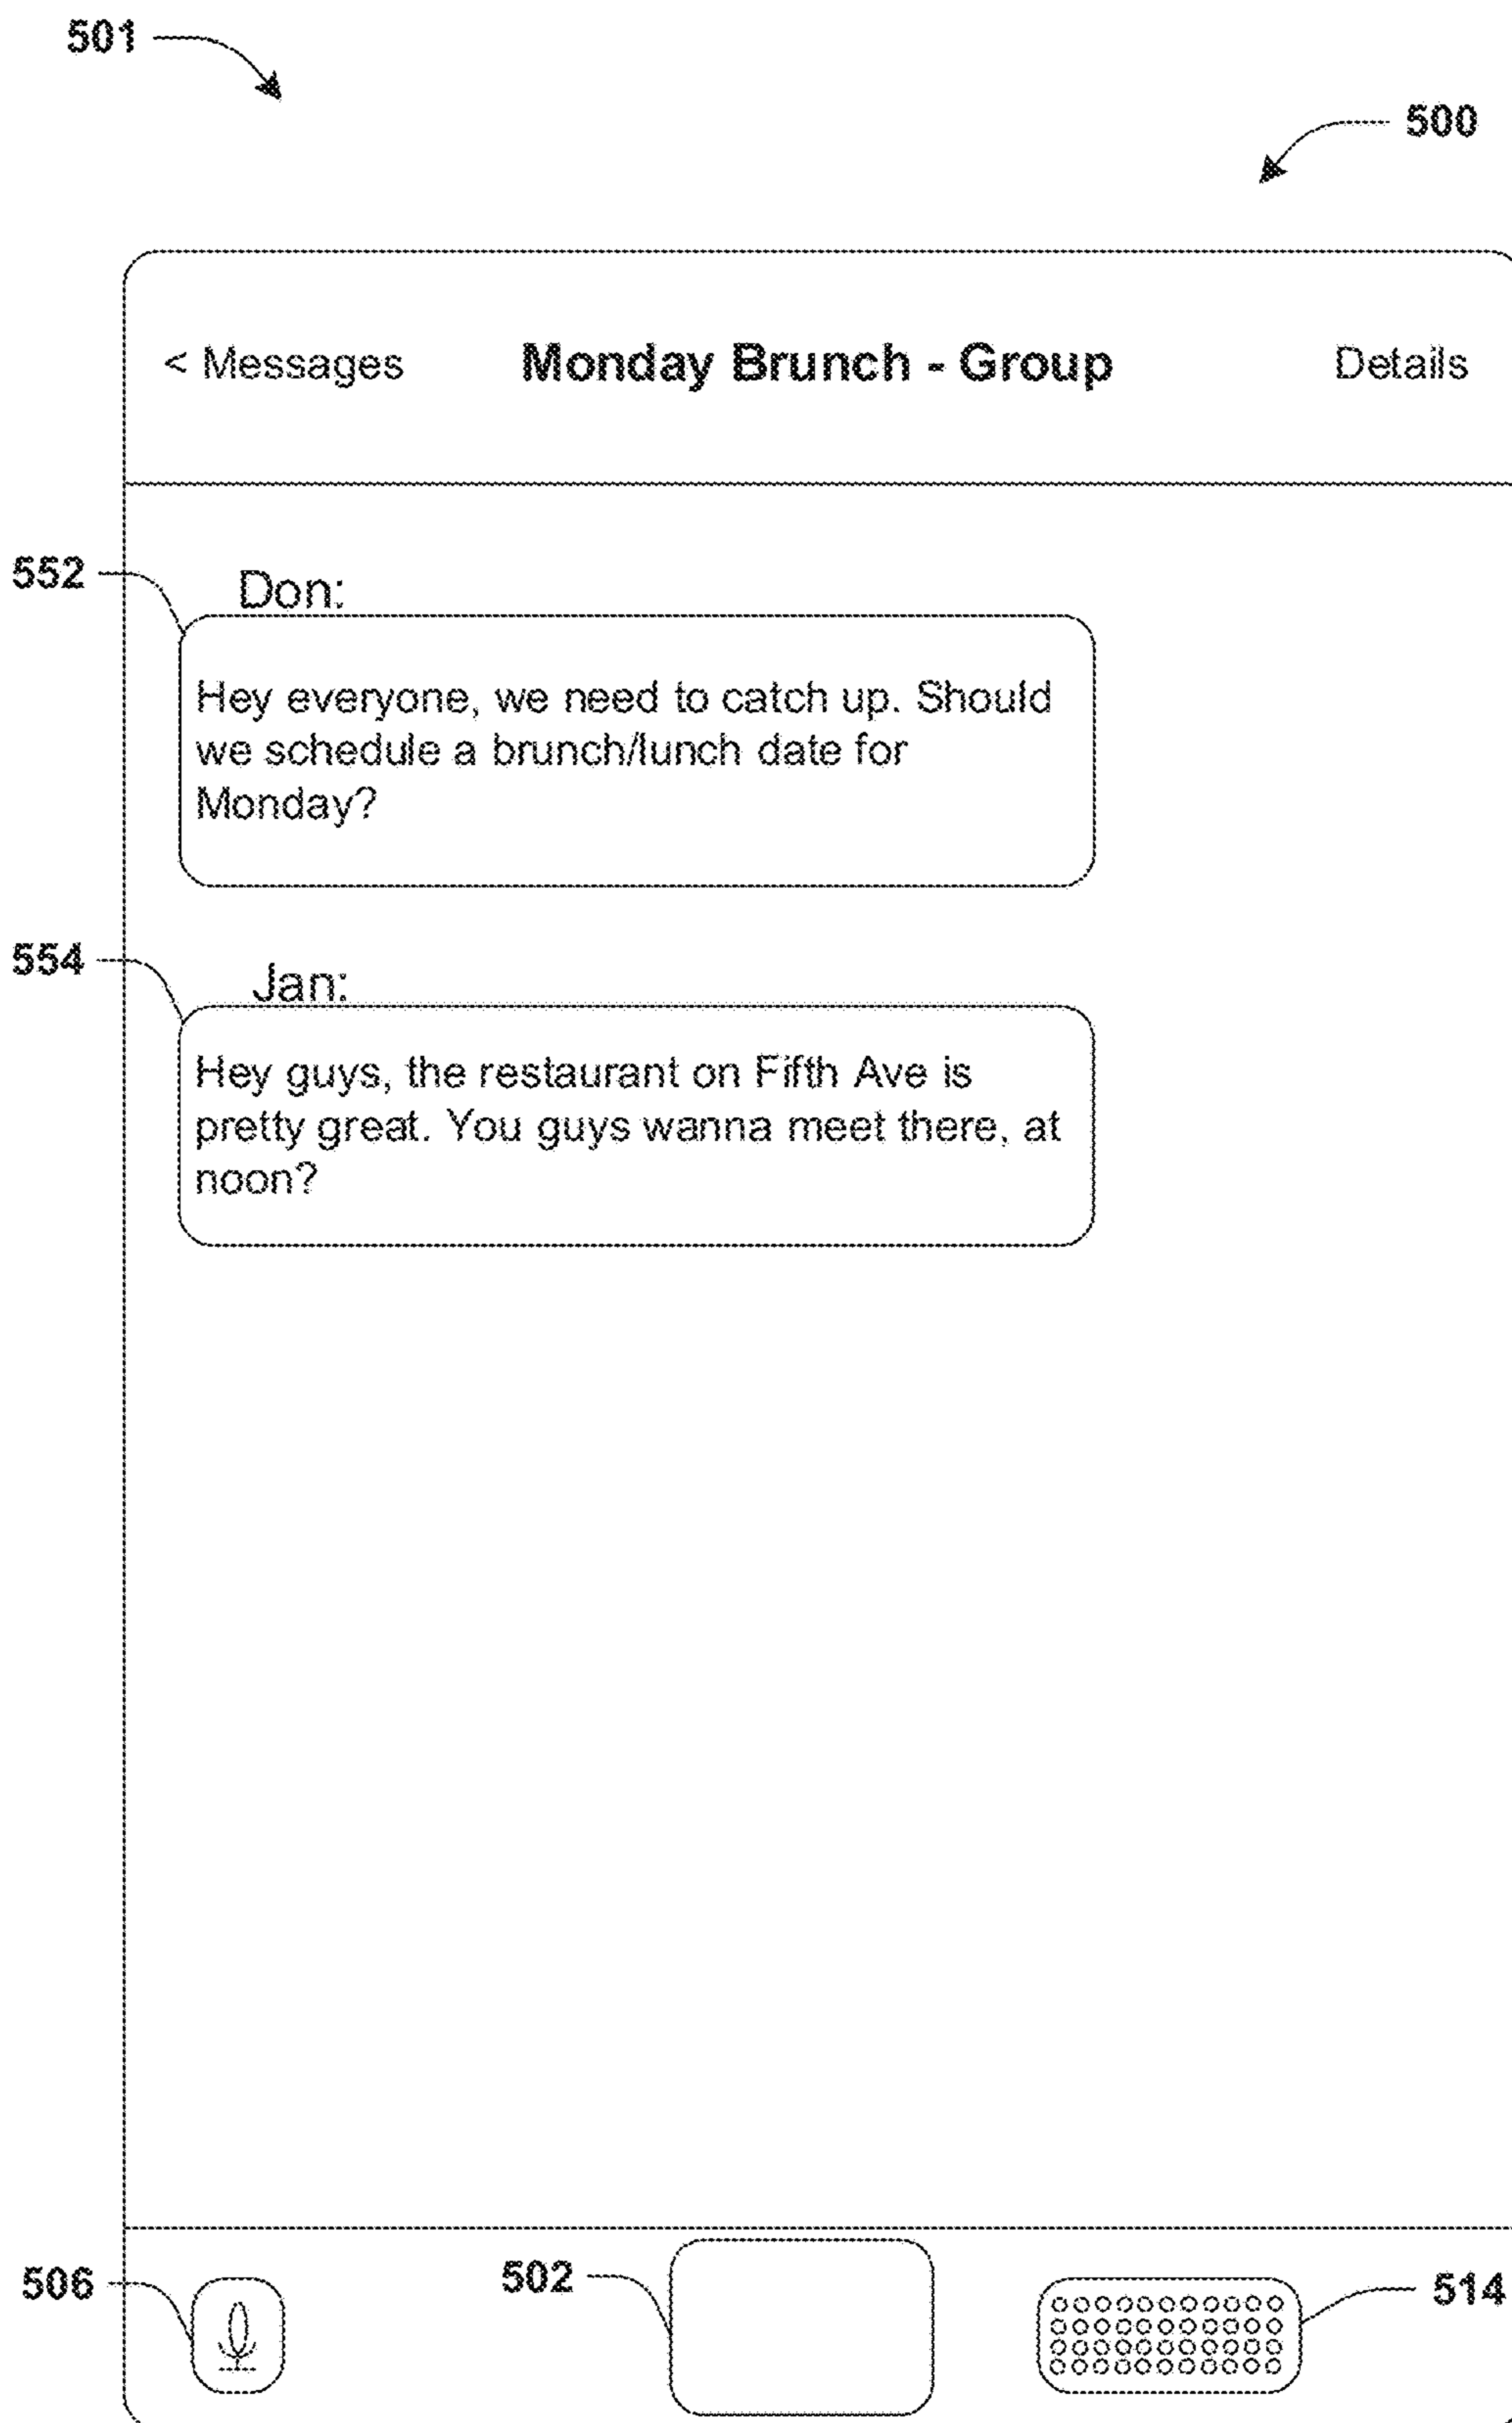 501
500
< Messages Monday Brunch - Group Details
552
Don:
Hey everyone, we need to catch up. Should
we schedule a brunch/lunch date for
Monday?
554
Jan:
Hey guys, the restaurant on Fifth Ave is
pretty great. You guys wanna meet there, at
noon?
506
502
514